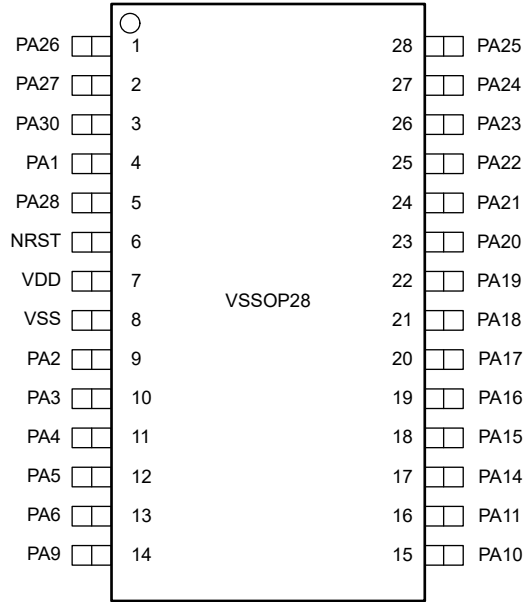 PA26 1 28 PA25
PA27 2 27 PA24
PA30 3 26 PA23
PA1 4 25 PA22
PA28 5 24 PA21
NRST 6 23 PA20
VDD 7 22 PA19
VSSOP28
VSS 8 21 PA18
PA2 9 20 PA17
PA3 10 19 PA16
PA4 11 18 PA15
PA5 12 17 PA14
PA6 13 16 PA11
PA9 14 15 PA10